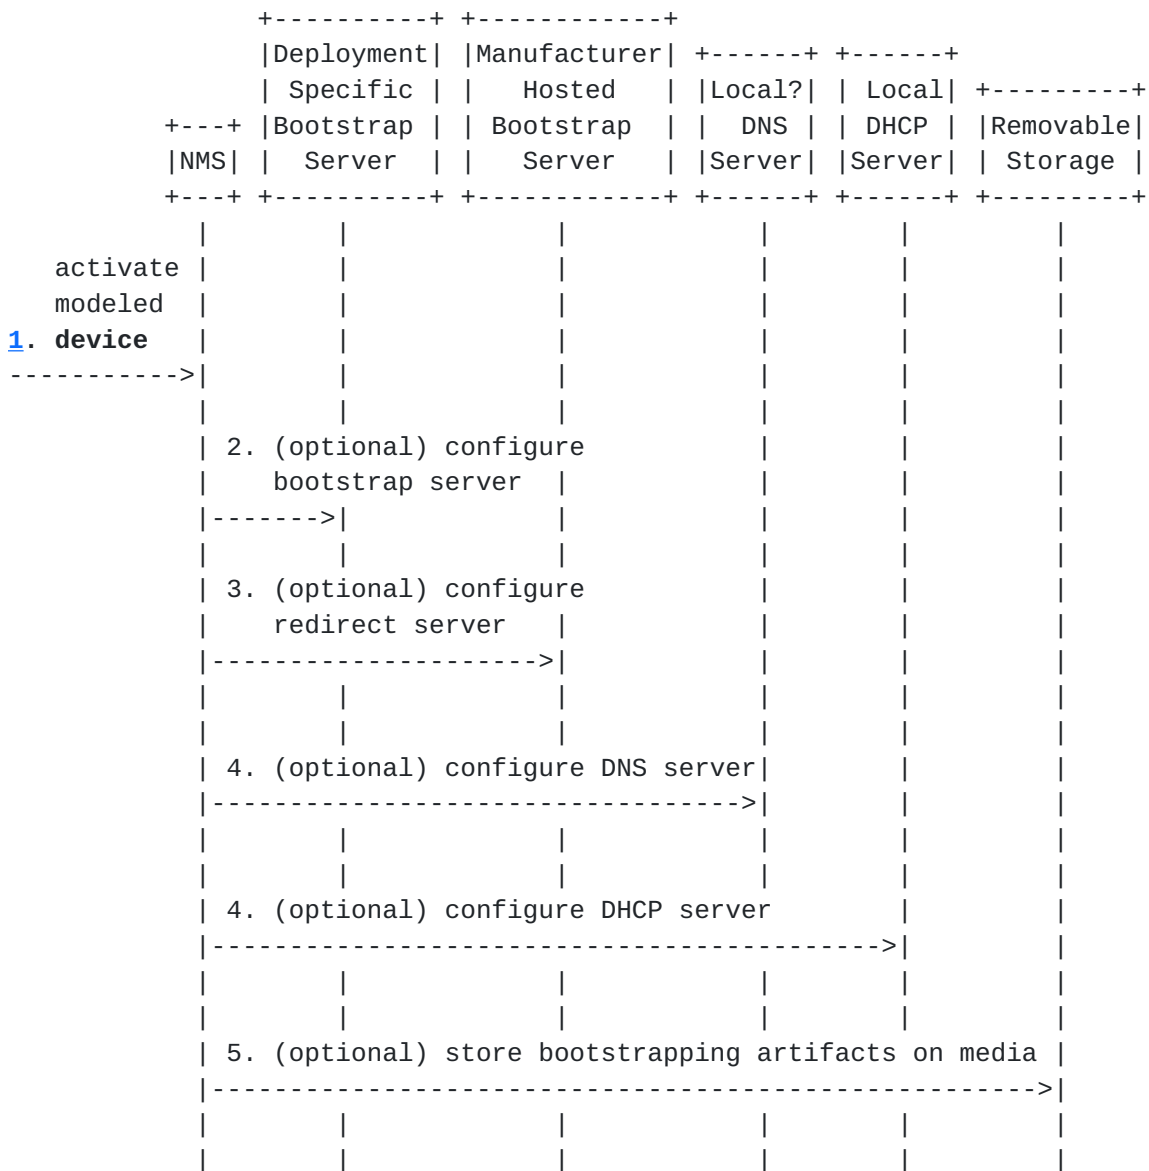 +----------+ +------------+
              |Deployment| |Manufacturer| +------+ +------+
              | Specific | |   Hosted   | |Local?| | Local| +---------+
        +---+ |Bootstrap | | Bootstrap  | |  DNS | | DHCP | |Removable|
        |NMS| |  Server  | |   Server   | |Server| |Server| | Storage |
        +---+ +----------+ +------------+ +------+ +------+ +---------+
activate
modeled
1. device
2. (optional) configure
bootstrap server
3. (optional) configure
redirect server
4. (optional) configure DNS server
4. (optional) configure DHCP server
5. (optional) store bootstrapping artifacts on media